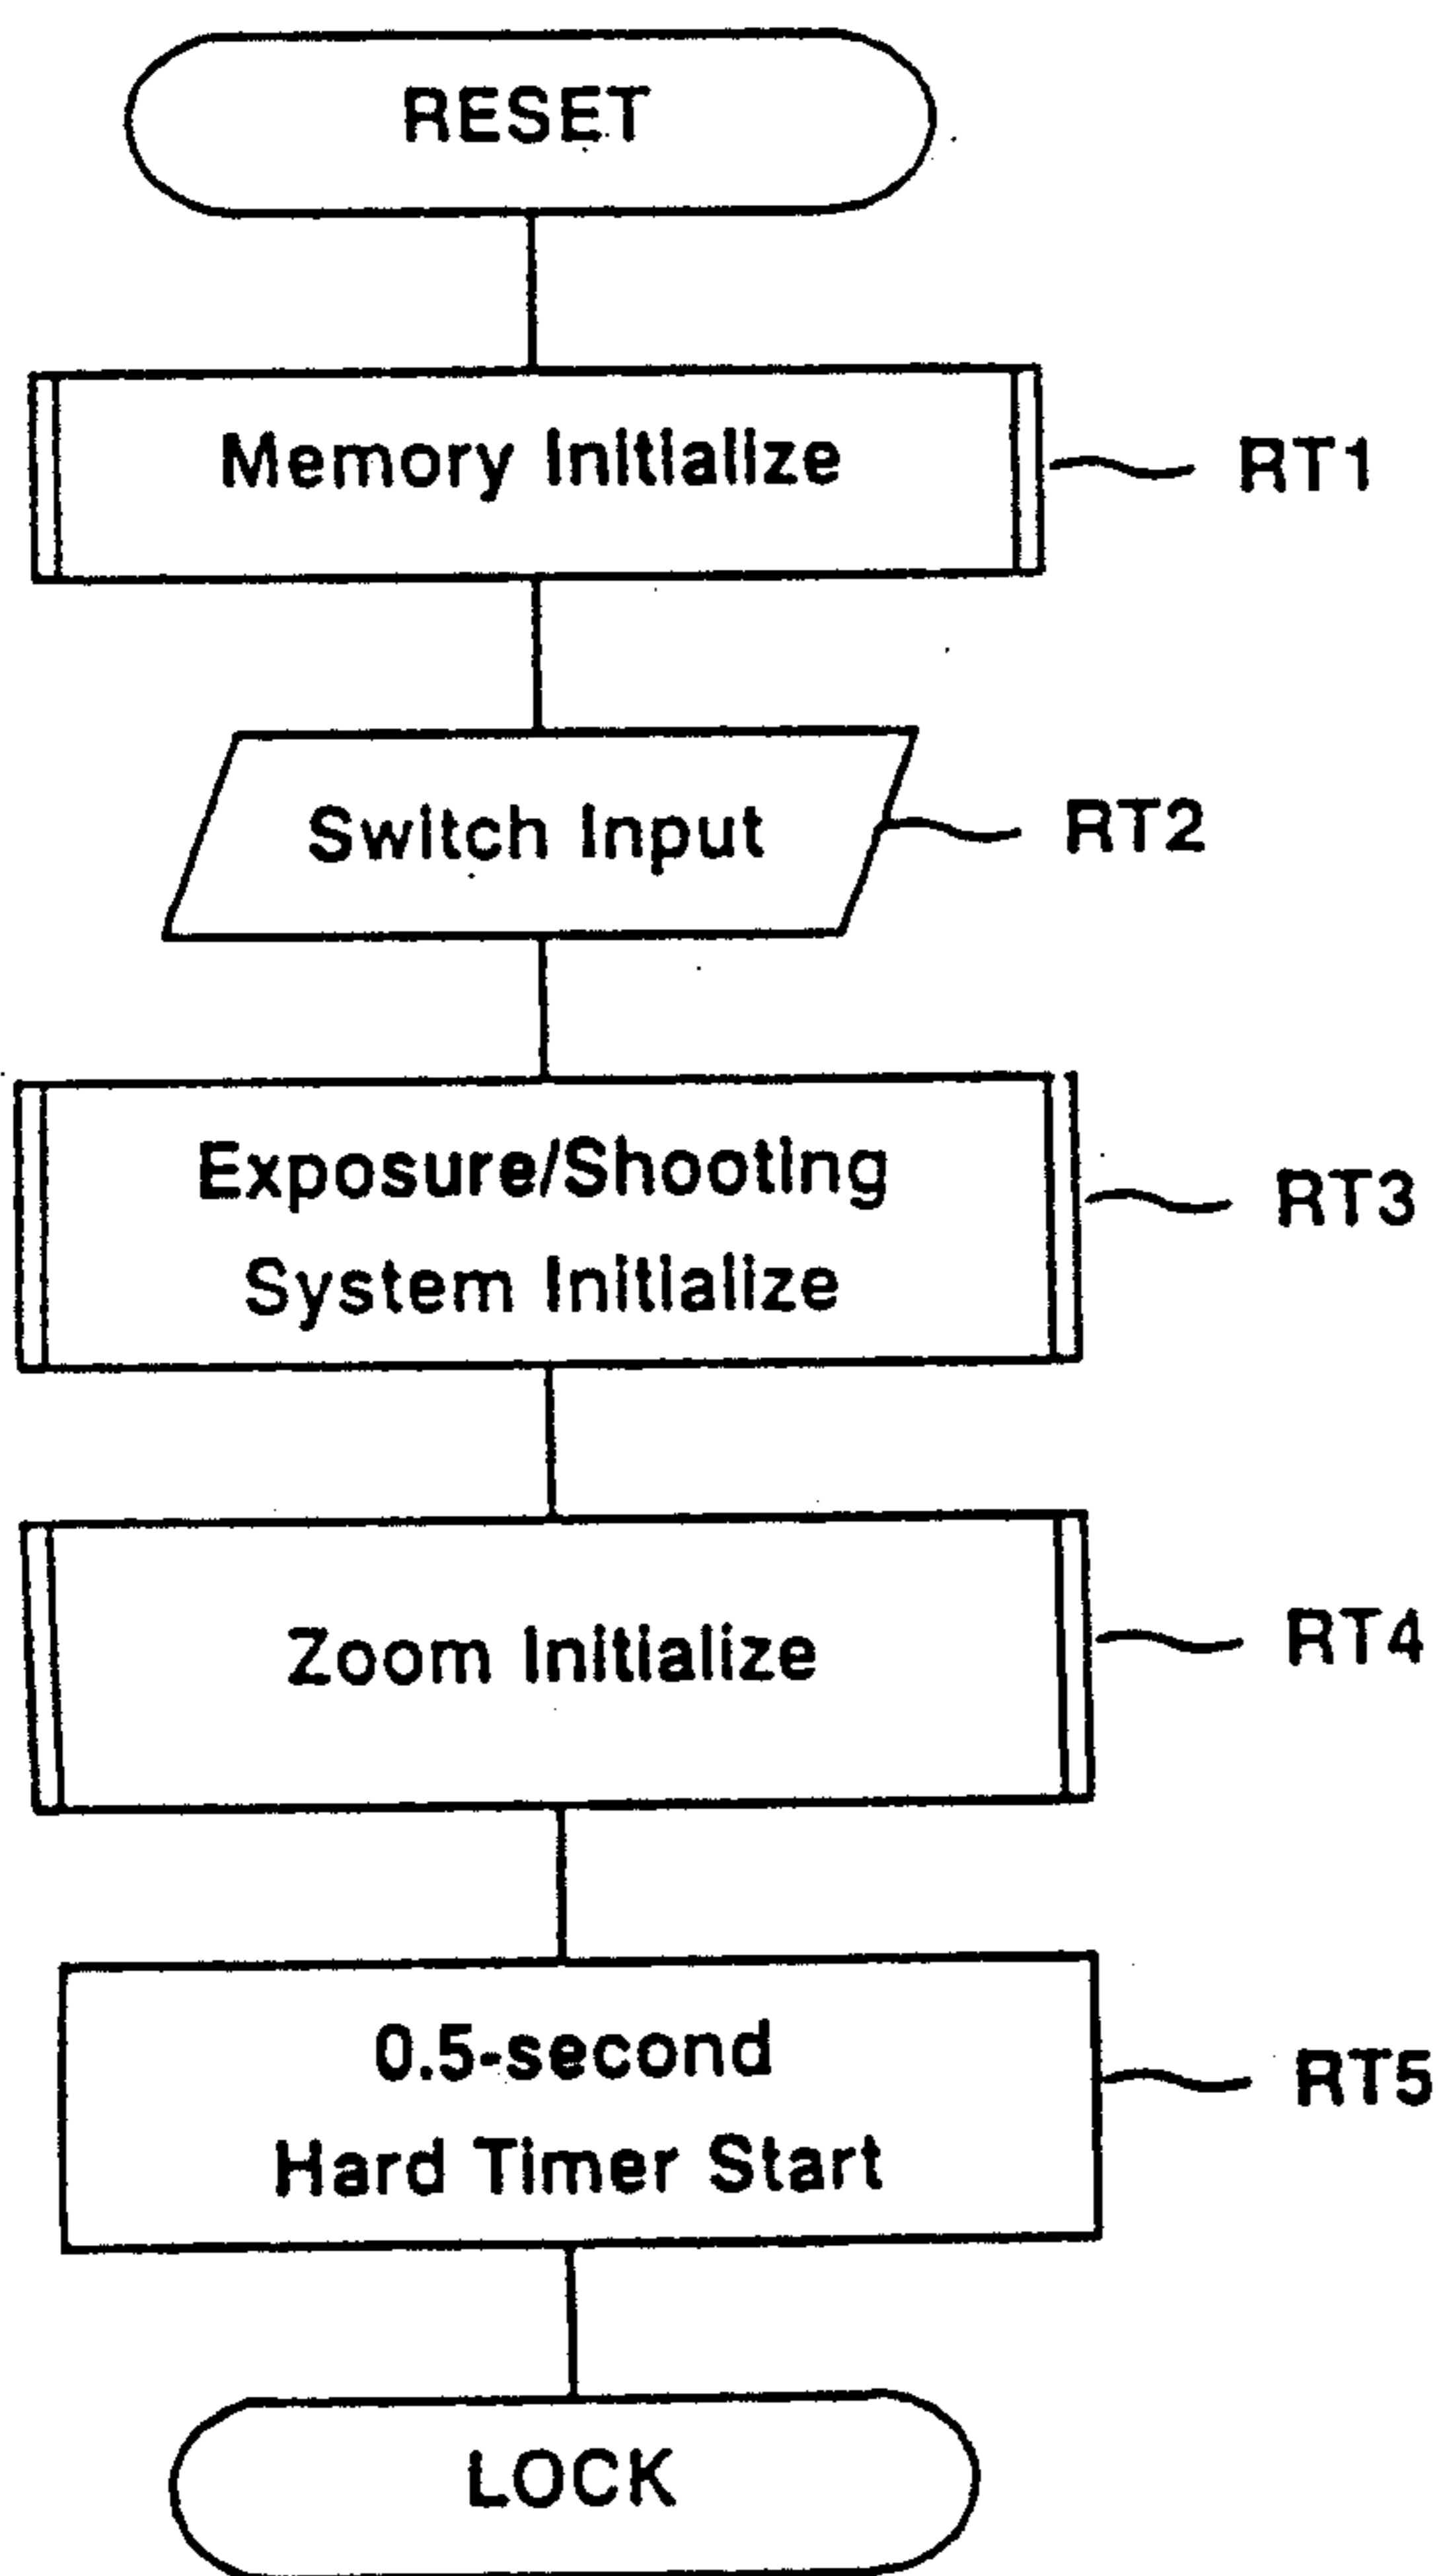 RESET
Memory Initialize
RT1
Switch Input
RT2
Exposure/Shooting
System Initialize
RT3
Zoom Initialize
RT4
0.5-second
Hard Timer Start
RT5
LOCK